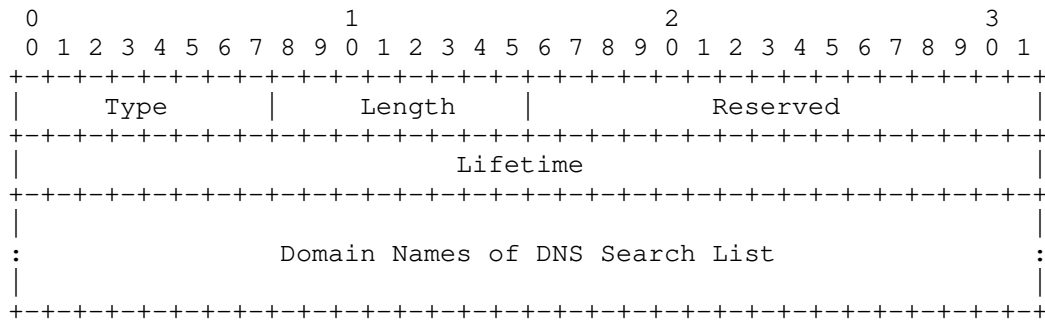 0                   1                   2                   3
 0 1 2 3 4 5 6 7 8 9 0 1 2 3 4 5 6 7 8 9 0 1 2 3 4 5 6 7 8 9 0 1
+-+-+-+-+-+-+-+-+-+-+-+-+-+-+-+-+-+-+-+-+-+-+-+-+-+-+-+-+-+-+-+-+
|     Type      |     Length    |           Reserved            |
+-+-+-+-+-+-+-+-+-+-+-+-+-+-+-+-+-+-+-+-+-+-+-+-+-+-+-+-+-+-+-+-+
|                           Lifetime                            |
+-+-+-+-+-+-+-+-+-+-+-+-+-+-+-+-+-+-+-+-+-+-+-+-+-+-+-+-+-+-+-+-+
|                                                               |
:                Domain Names of DNS Search List                :
|                                                               |
+-+-+-+-+-+-+-+-+-+-+-+-+-+-+-+-+-+-+-+-+-+-+-+-+-+-+-+-+-+-+-+-+